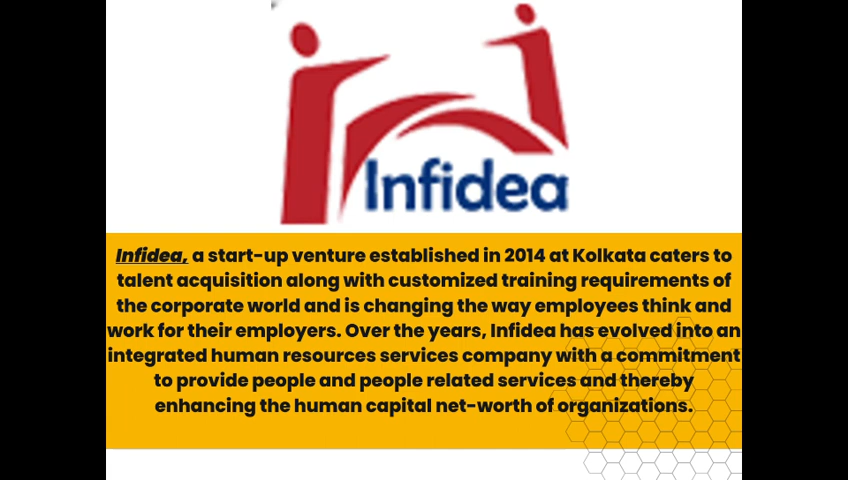 Infidea
Infidea, a start-up venture established in 2014 at Kolkata caters to
talent acquisition along with customized training requirements of
the corporate world and is changing the way employees think and
work for their employers. Over the years, Infidea has evolved into an
integrated human resources services company with a commitment
to provide people and people related services and thereby
enhancing the human capital net-worth of organizations.